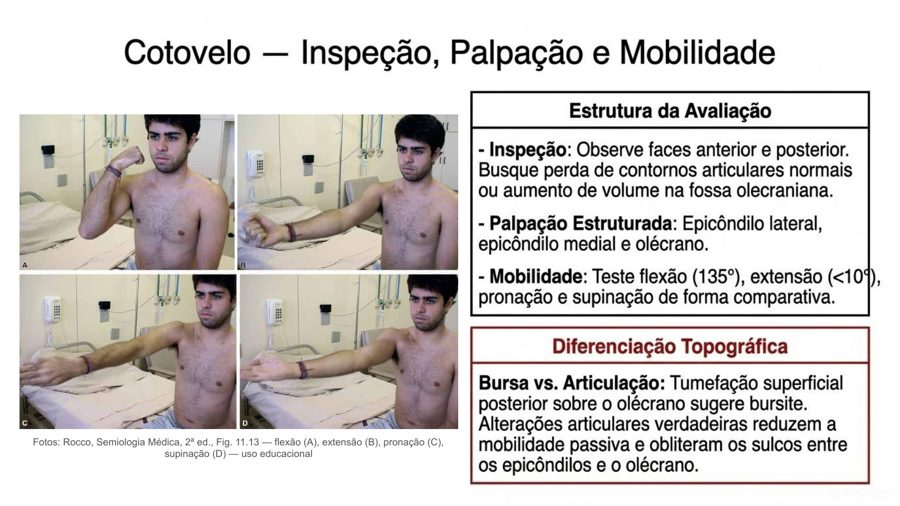 Cotovelo — Inspeção, Palpação e Mobilidade
A
B
C
D
Fotos: Rocco, Semiologia Médica, 2ª ed., Fig. 11.13 — flexão (A), extensão (B), pronação (C),
supinação (D) — uso educacional
Estrutura da Avaliação
- Inspeção: Observe faces anterior e posterior.
Busque perda de contornos articulares normais
ou aumento de volume na fossa olecraniana.
- Palpação Estruturada: Epicôndilo lateral,
epicôndilo medial e olécrano.
- Mobilidade: Teste flexão (135°), extensão (<10°),
pronação e supinação de forma comparativa.
Diferenciação Topográfica
Bursa vs. Articulação: Tumefação superficial
posterior sobre o olécrano sugere bursite.
Alterações articulares verdadeiras reduzem a
mobilidade passiva e obliteram os sulcos entre
os epicôndilos e o olécrano.